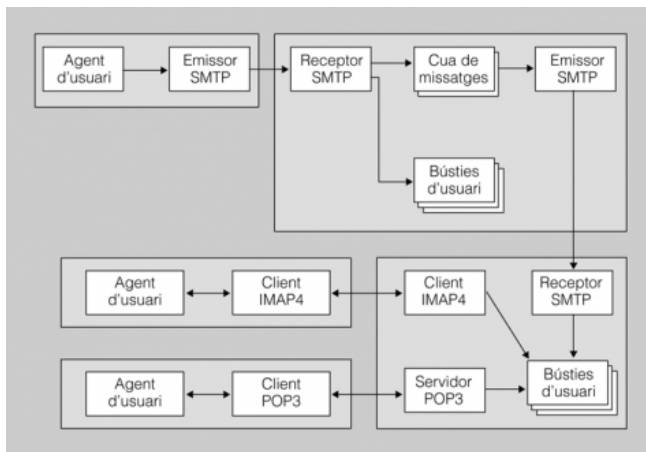 Agent
d'usuari
Emissor
SMTP
Receptor
SMTP
Cua de
missatges
Emissor
SMTP
Bústies
d'usuari
Agent
d'usuari
Client
IMAP4
Client
IMAP4
Receptor
SMTP
Agent
d'usuari
Client
POP3
Servidor
POP3
Bústies
d'usuari